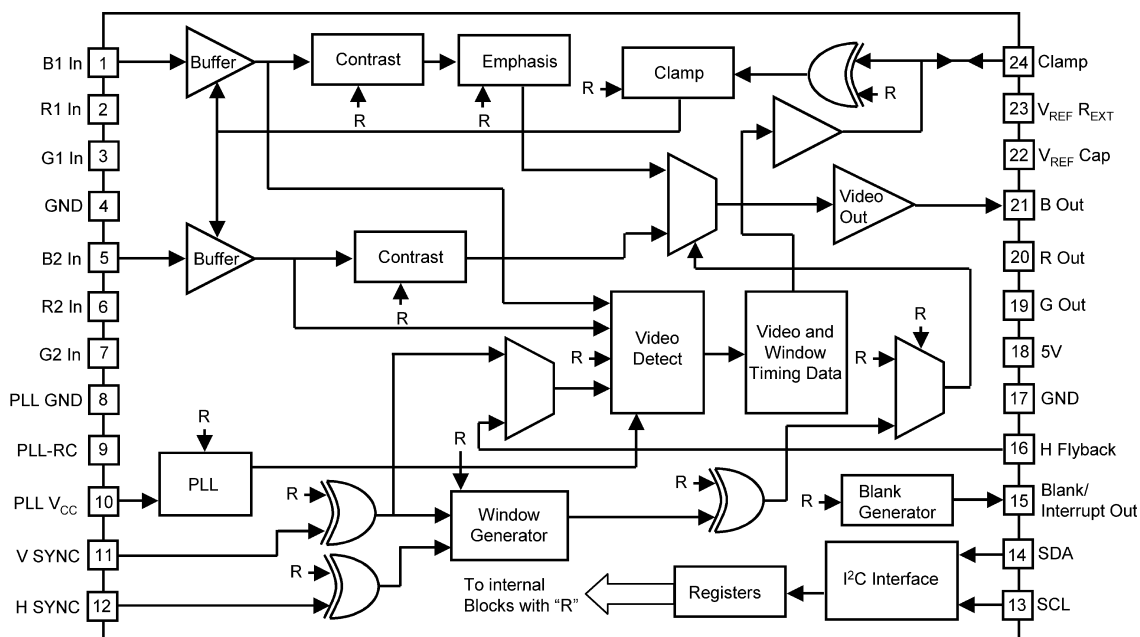 B1 In
1
R1 In
2
G1 In
3
GND
4
B2 In
5
R2 In
6
G2 In
7
PLL GND
8
PLL-RC
9
PLL VCC
10
V SYNC
11
H SYNC
12
Buffer
Contrast
R
Emphasis
R
R
Clamp
R
24
Clamp
23
VREF REXT
22
VREF Cap
Video
Out
21
B Out
20
R Out
19
G Out
18
5V
17
GND
16
H Flyback
15
Blank/
Interrupt Out
14
SDA
13
SCL
Buffer
Contrast
R
R
Video
Detect
Video and
Window
Timing Data
R
R
R
PLL
R
R
Window
Generator
R
R
Blank
Generator
R
To internal
Blocks with “R”
Registers
I2C Interface